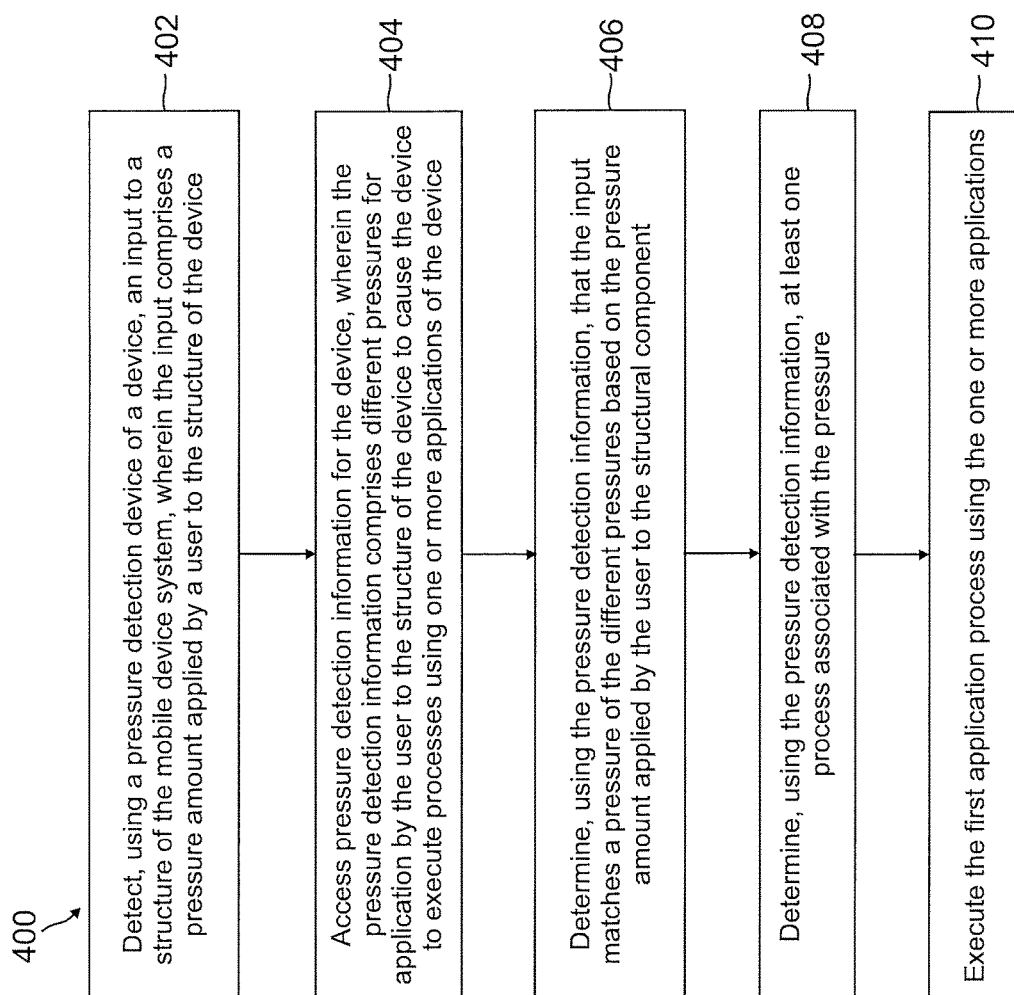 400
Detect, using a pressure detection device of a device, an input to a
structure of the mobile device system, wherein the input comprises a
pressure amount applied by a user to the structure of the device
402
Access pressure detection information for the device, wherein the
pressure detection information comprises different pressures for
application by the user to the structure of the device to cause the device
to execute processes using one or more applications of the device
404
Determine, using the pressure detection information, that the input
matches a pressure of the different pressures based on the pressure
amount applied by the user to the structural component
406
Determine, using the pressure detection information, at least one
process associated with the pressure
408
Execute the first application process using the one or more applications
410